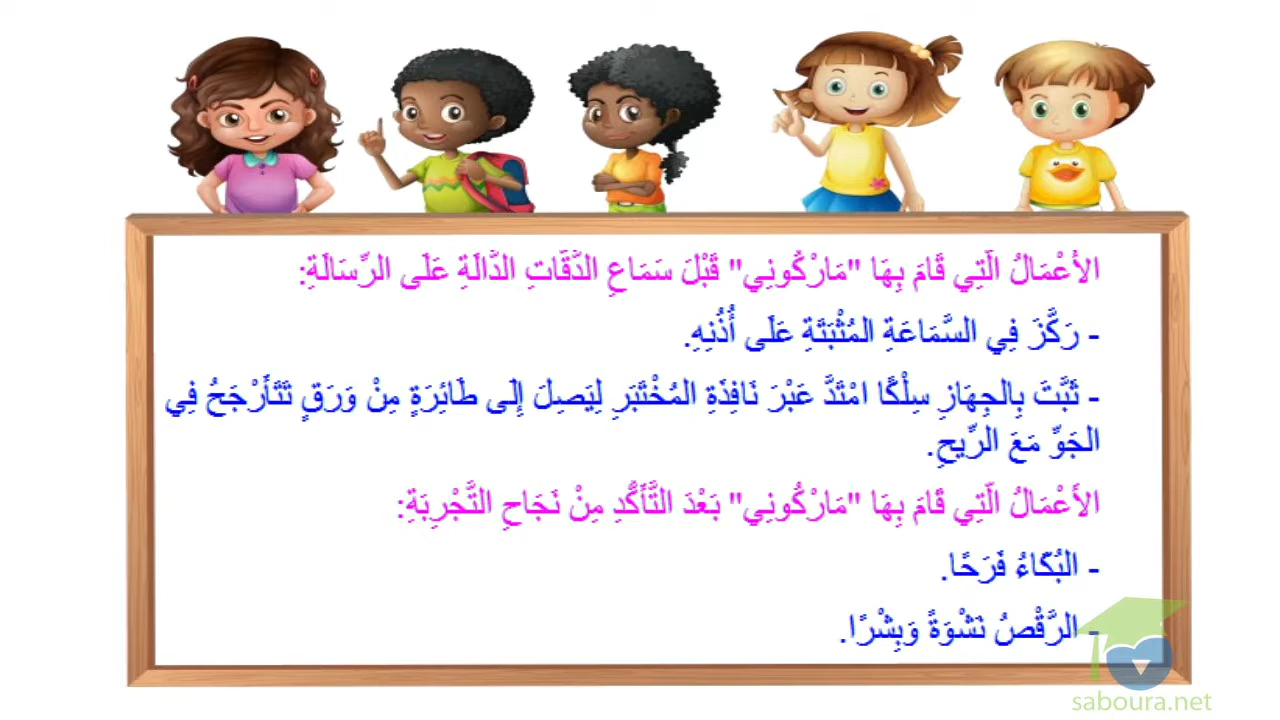 الأَعْمَالُ الَّتِي قَامَ بِهَا "مَارْكُونِي" قَبْلَ سَمَاعِ الدَّقَّاتِ الدَّالَّةِ عَلَى الرِّسَالَةِ:
- رَكَّزَ فِي السَّمَاعَةِ المُثْبَتَةِ عَلَى أُذُنِهِ.
- ثَبَّتَ بِالجِهَازِ سِلْكًا امْتَدَّ عَبْرَ نَافِذَةِ المُخْتَبَرِ لِيَصِلَ إِلَى طَائِرَةٍ مِنْ وَرَقٍ تَتَأَرْجَحُ فِي
الجَوِّ مَعَ الرِّيحِ.
الأَعْمَالُ الَّتِي قَامَ بِهَا "مَارْكُونِي" بَعْدَ التَّأَكُّدِ مِنْ نَجَاحِ التَّجْرِبَةِ:
- البُكَاءُ فَرَحًا.
- الرَّقْصُ نَشْوَةً وَبِشْرًا.
saboura.net